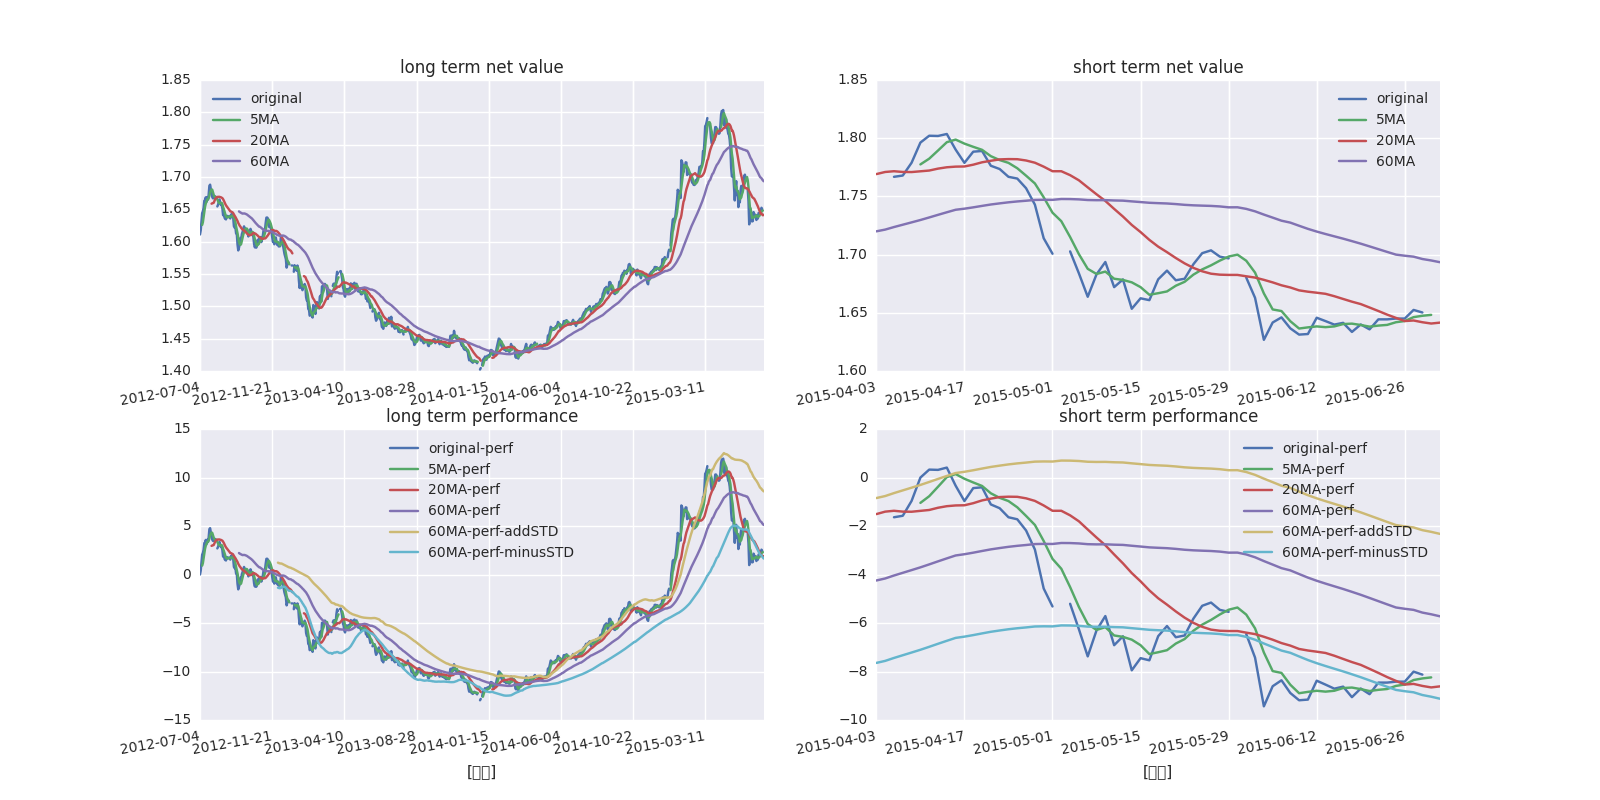 long term net value
1.85
1.80
1.75
1.70
1.65
1.60
1.55
1.50
1.45
1.40
original
5MA
20MA
60MA
2012-07-04
2012-11-21
2013-04-10
2013-08-28
2014-01-15
2014-06-04
2014-10-22
2015-03-11
short term net value
1.85
1.80
1.75
1.70
1.65
1.60
original
5MA
20MA
60MA
2015-04-03
2015-04-17
2015-05-01
2015-05-15
2015-05-29
2015-06-12
2015-06-26
long term performance
15
10
5
0
−5
−10
−15
original-perf
5MA-perf
20MA-perf
60MA-perf
60MA-perf-addSTD
60MA-perf-minusSTD
2012-07-04
2012-11-21
2013-04-10
2013-08-28
2014-01-15
2014-06-04
2014-10-22
2015-03-11
[▯▯]
short term performance
2
0
−2
−4
−6
−8
−10
original-perf
5MA-perf
20MA-perf
60MA-perf
60MA-perf-addSTD
60MA-perf-minusSTD
2015-04-03
2015-04-17
2015-05-01
2015-05-15
2015-05-29
2015-06-12
2015-06-26
[▯▯]